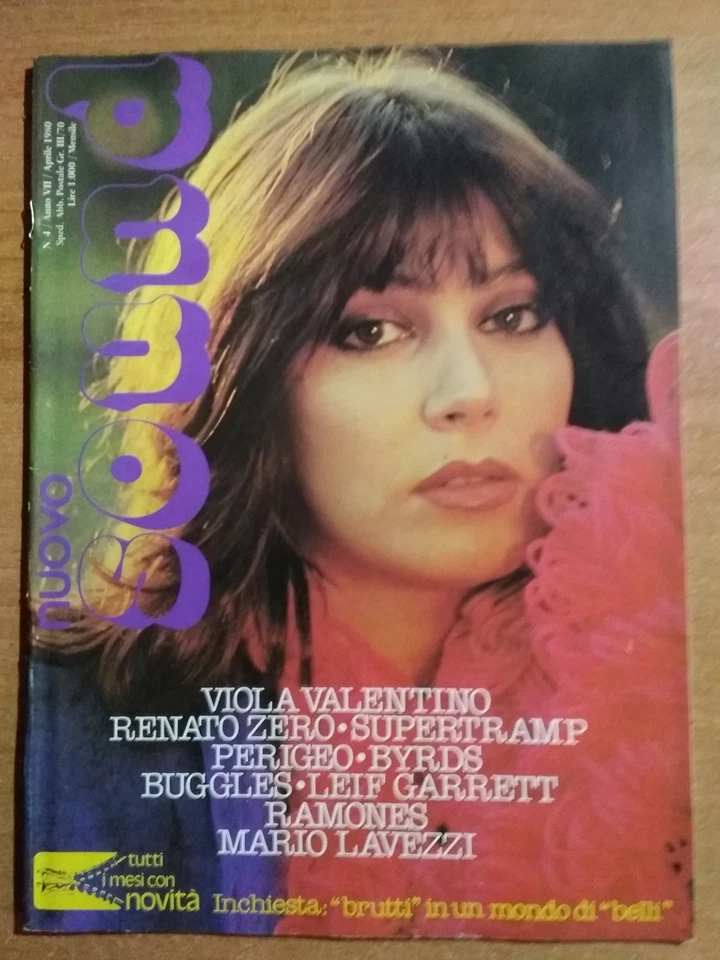 nuovo
sound
N. 4 / Anno VII / Aprile 1980
Sped. Abb. Postale Gr. III/70
Lire 1.000 / Mensile
VIOLA VALENTINO
RENATO ZERO•SUPERTRAMP
PERIGEO•BYRDS
BUGGLES•LEIF GARRETT
RAMONES
MARIO LAVEZZI
tutti
i mesi con
novità
Inchiesta: "brutti" in un mondo di "belli"